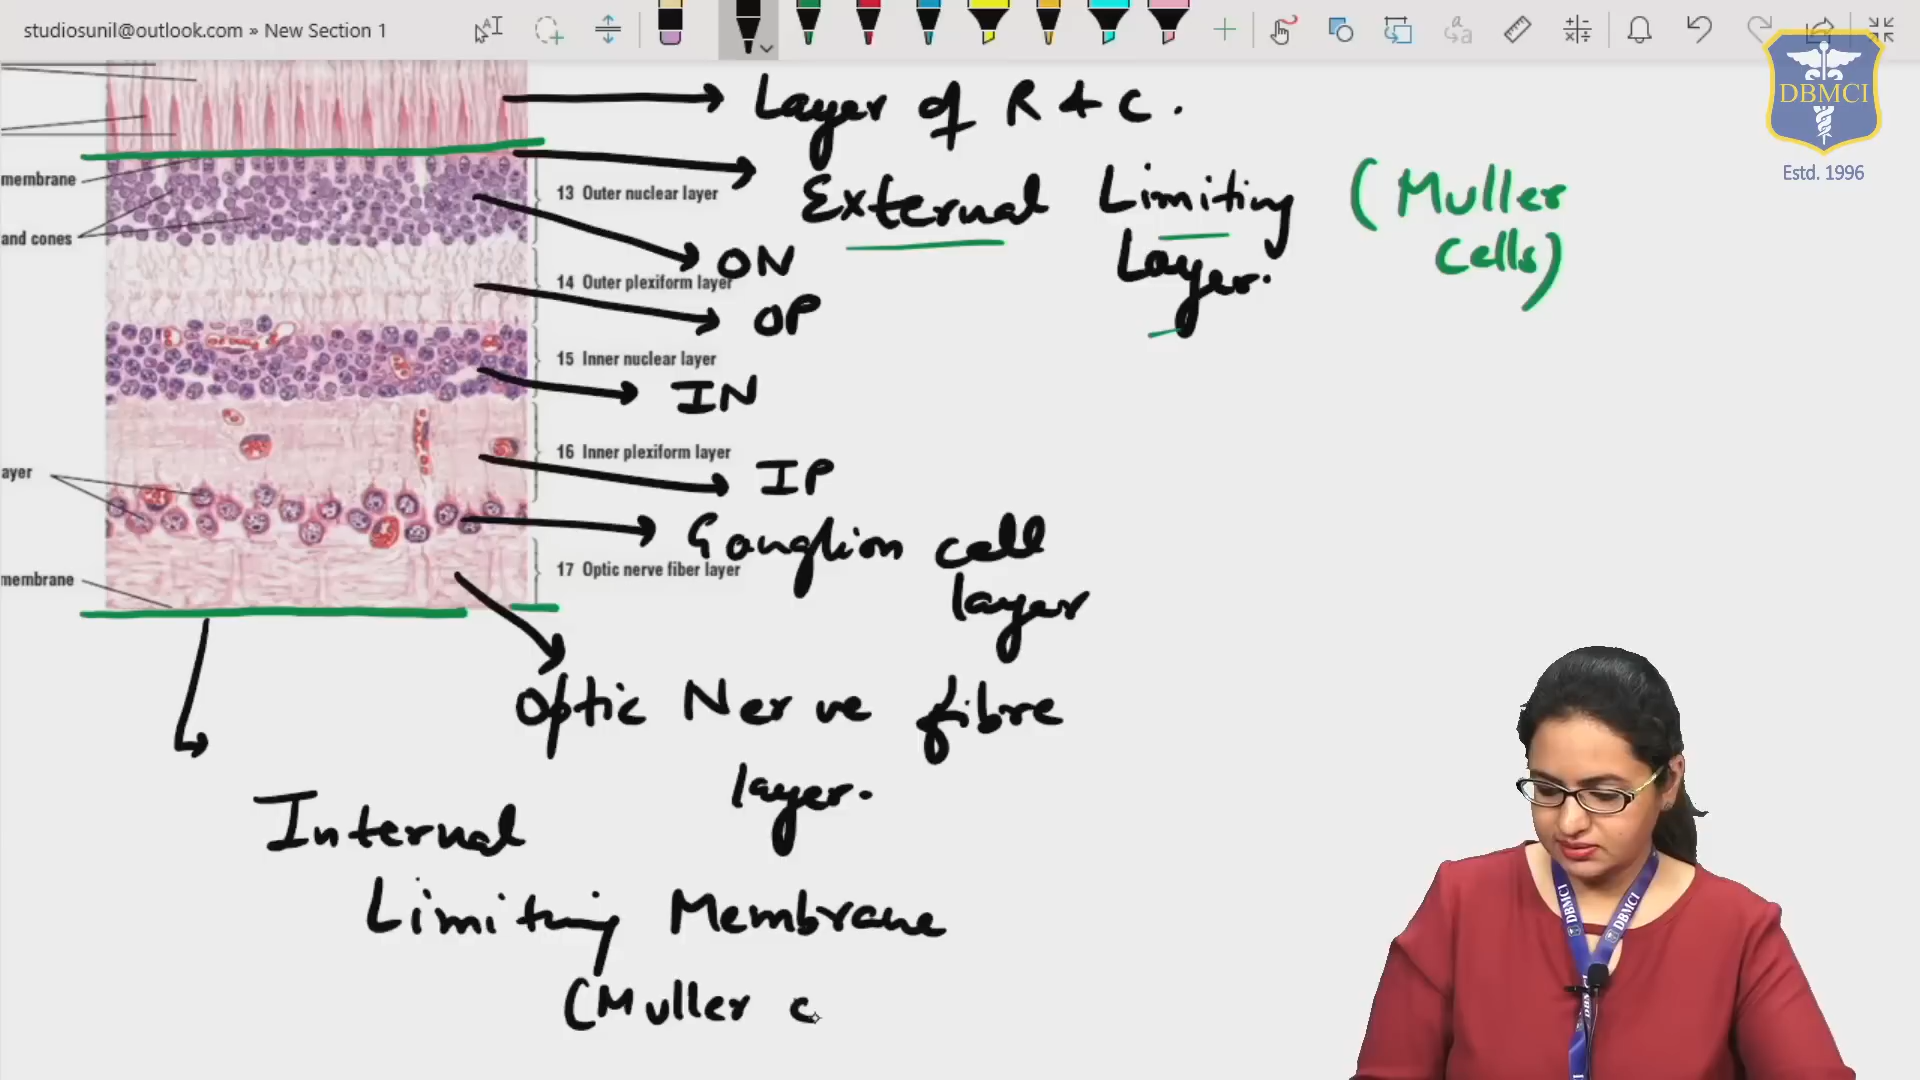 studiosunil@outlook.com » New Section 1
DBMCI
Estd. 1996
Layer of R & C.
External Limiting (Muller
Layer. Cells)
membrane
13 Outer nuclear layer
and cones
ON
14 Outer plexiform layer
OP
15 Inner nuclear layer
IN
16 Inner plexiform layer
IP
ayer
Ganglion cell
layer
17 Optic nerve fiber layer
membrane
Optic Nerve fibre
layer.
Internal
Limiting Membrane
(Muller c
DBMCI
DBMCI